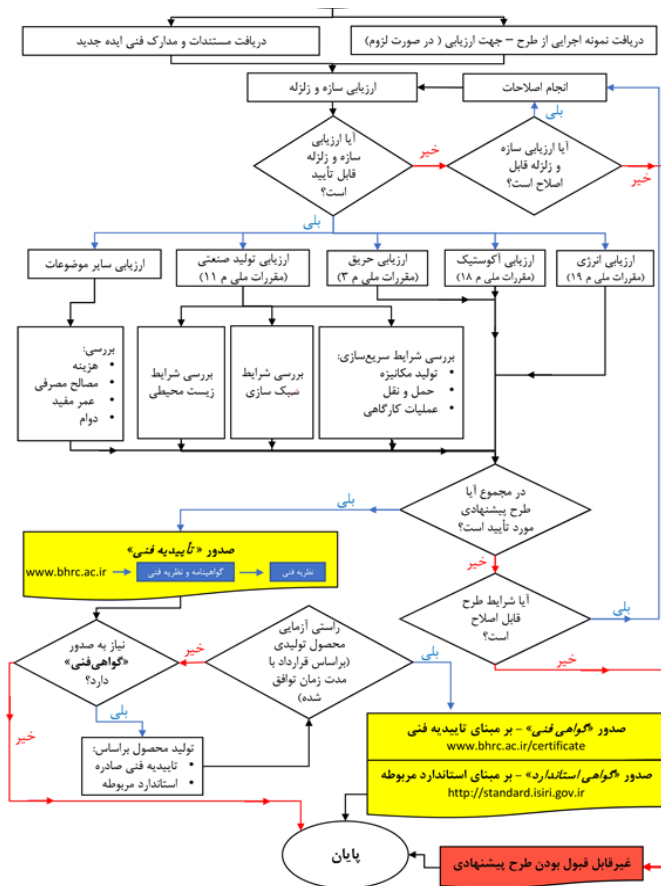 دریافت نمونه اجرایی از طرح – جهت ارزیابی ( در صورت لزوم)
دریافت مستندات و مدارک فنی ایده جدید
انجام اصلاحات
ارزیابی سازه و زلزله
بلی
آیا ارزیابی سازه
و زلزله قابل
اصلاح است؟
خیر
خیر
آیا ارزیابی
سازه و زلزله
قابل تأیید
است؟
بلی
ارزیابی انرژی
(مقررات ملی م ۱۹)
ارزیابی آکوستیک
(مقررات ملی م ۱۸)
ارزیابی حریق
(مقررات ملی م ۳)
ارزیابی تولید صنعتی
(مقررات ملی م ۱۱)
ارزیابی سایر موضوعات
بررسی شرایط سریع‌سازی:
• تولید مکانیزه
• حمل و نقل
• عملیات کارگاهی
بررسی شرایط
سبک سازی
بررسی شرایط
زیست محیطی
بررسی:
• هزینه
• مصالح مصرفی
• عمر مفید
• دوام
در مجموع آیا
طرح پیشنهادی
مورد تأیید است؟
بلی
خیر
صدور «تأییدیه فنی»
www.bhrc.ac.ir
گواهینامه و نظریه فنی
نظریه فنی
آیا شرایط طرح
قابل اصلاح
است؟
بلی
خیر
راستی آزمایی
محصول تولیدی
(براساس قرارداد با
مدت زمان توافق
شده)
بلی
خیر
نیاز به صدور
«گواهی‌فنی»
دارد؟
بلی
خیر
تولید محصول براساس:
• تاییدیه فنی صادره
• استاندارد مربوطه
صدور «گواهی فنی» – بر مبنای تاییدیه فنی
www.bhrc.ac.ir/certificate
صدور «گواهی استاندارد» – بر مبنای استاندارد مربوطه
http://standard.isiri.gov.ir
پایان
غیرقابل قبول بودن طرح پیشنهادی